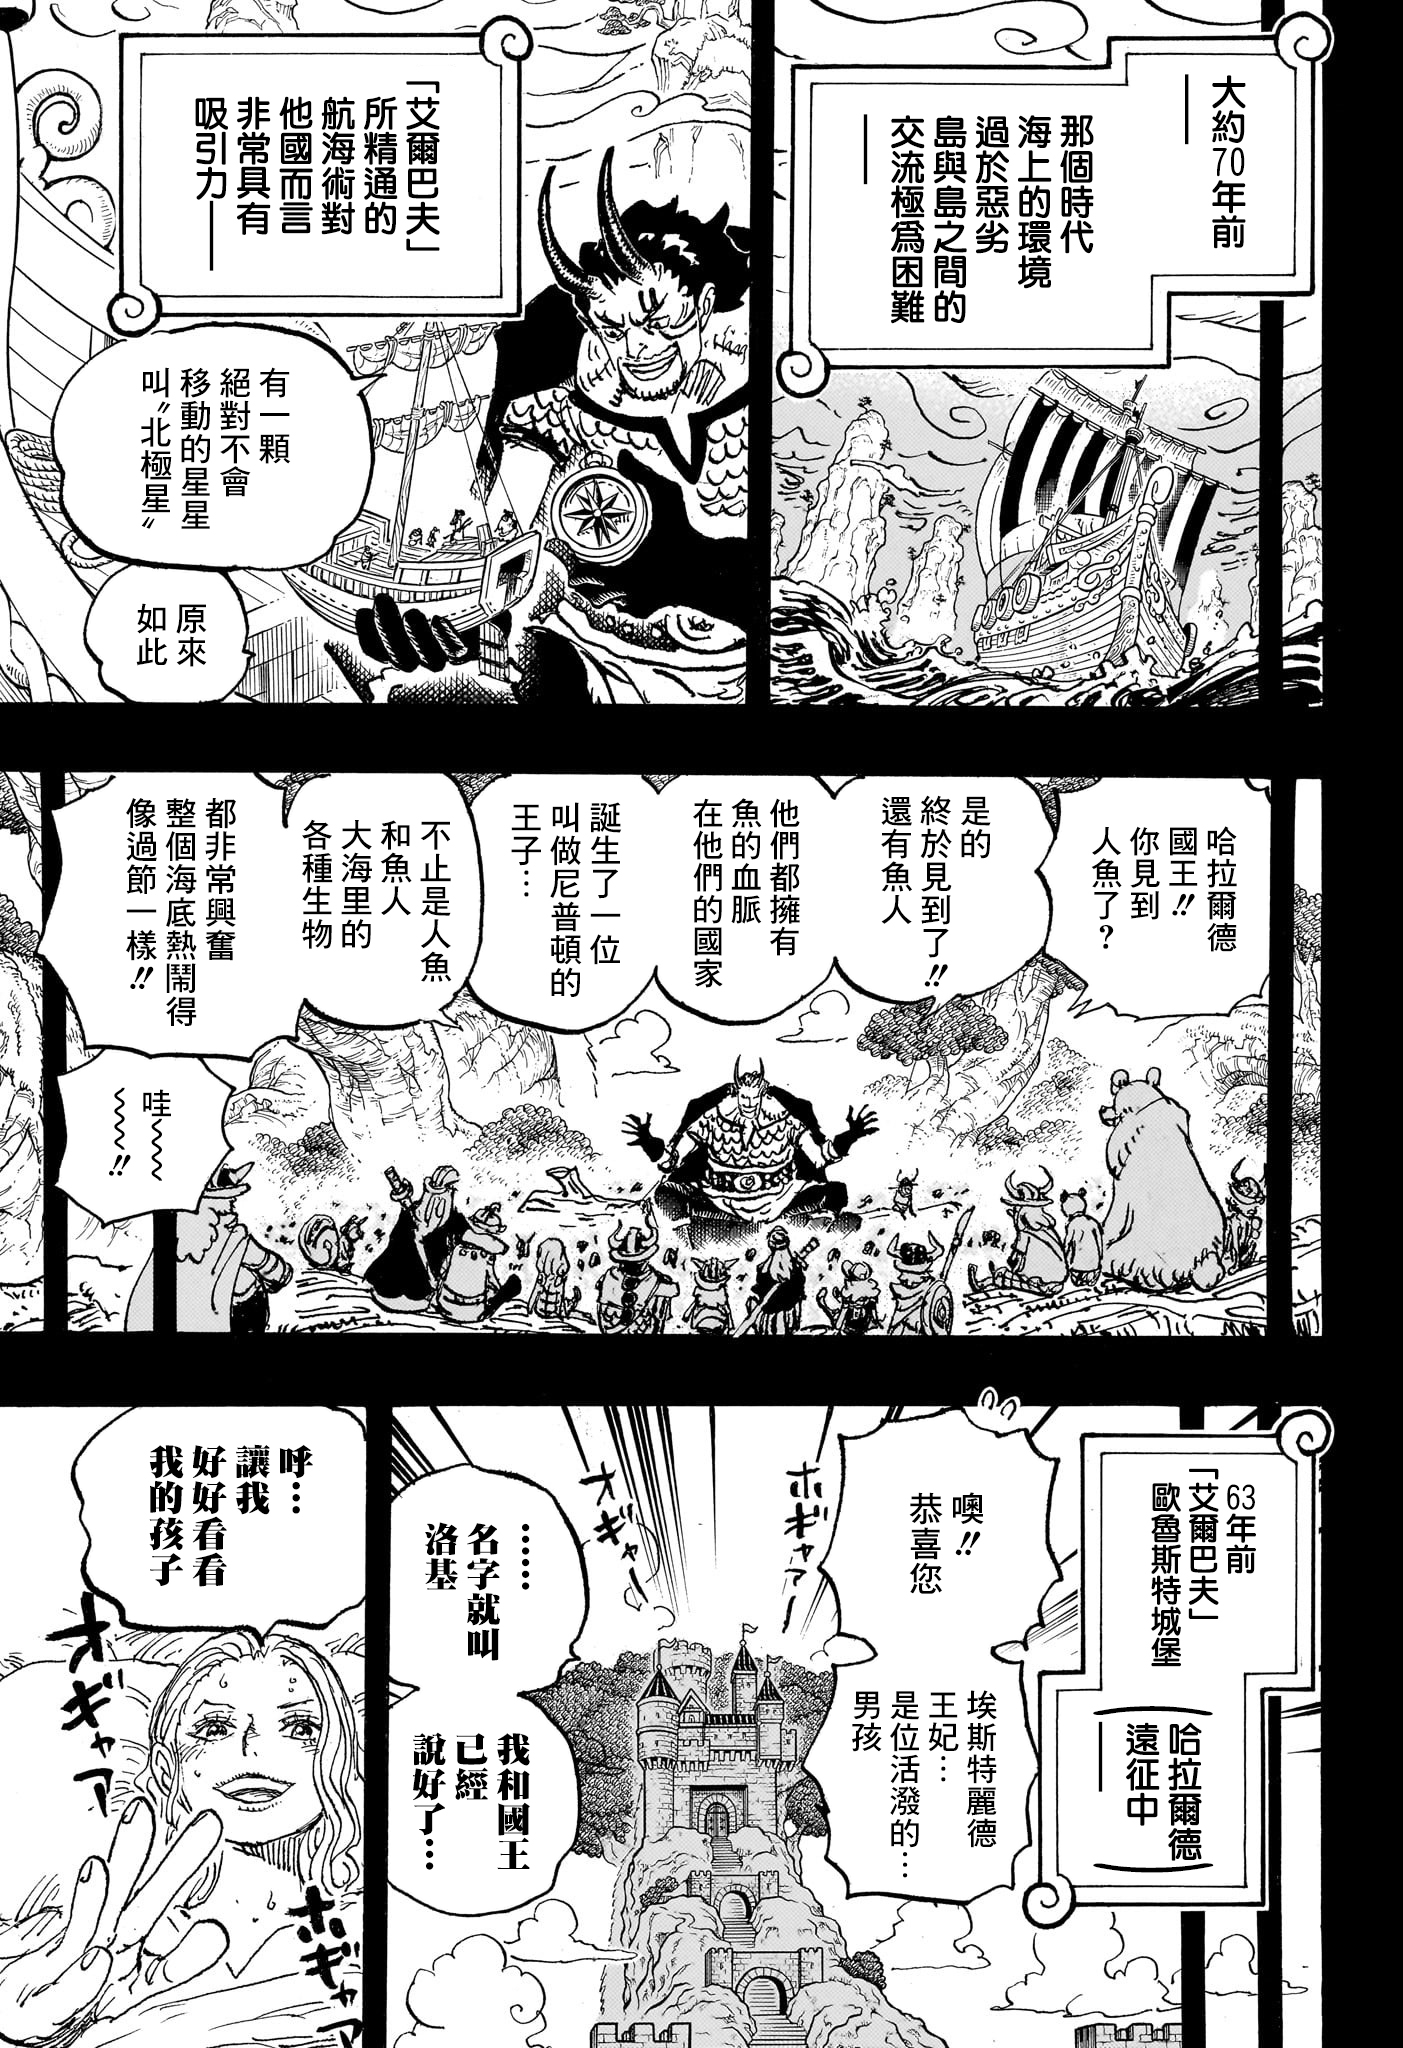 大約70年前
——
那個時代
海上的環境
過於惡劣
島與島之間的
交流極為困難
——
「艾爾巴夫」
所精通的
航海術對
他國而言
非常具有
吸引力——
有一顆
絕對不會
移動的星星
叫〝北極星〞
原來
如此
哈拉爾德
國王!!
你見到
人魚了?
是的
終於見到了!!
還有魚人
他們都擁有
魚的血脈
在他們的國家
誕生了一位
叫做尼普頓的
王子…
不止是人魚
和魚人
大海里的
各種生物
都非常興奮
整個海底熱鬧得
像過節一樣!!
哇~~~
~~~!!
63年前
「艾爾巴夫」
歐魯斯特城堡
(哈拉爾德
遠征中——)
噢!!
恭喜您
埃斯特麗德
王妃…
是位活潑的…
男孩
ホギャアー
オギャー
……
名字就叫
洛基
我和國王
已經
說好了…
呼…
讓我
好好看看
我的孩子
オギャア
ホギャア